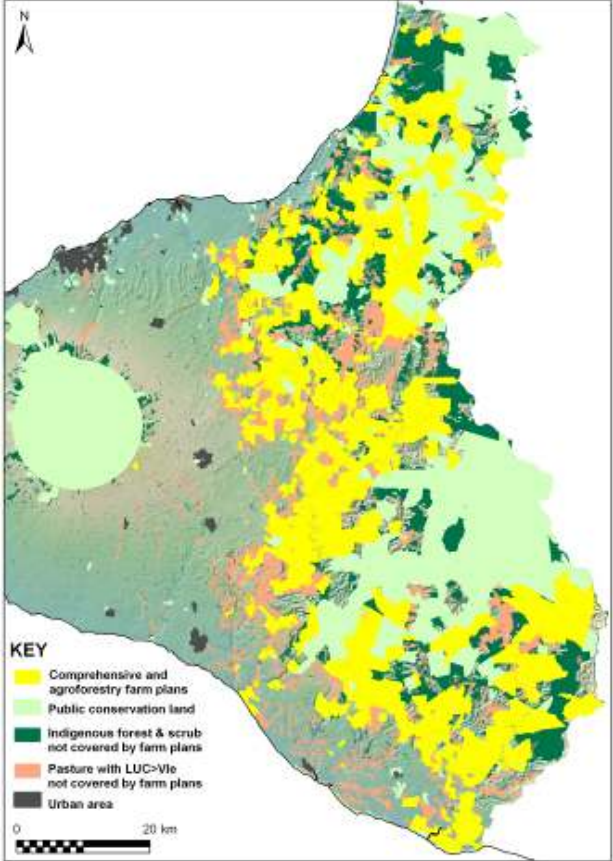 N
KEY
Comprehensive and
agroforestry farm plans
Public conservation land
Indigenous forest & scrub
not covered by farm plans
Pasture with LUC>VIe
not covered by farm plans
Urban area
0 20 km